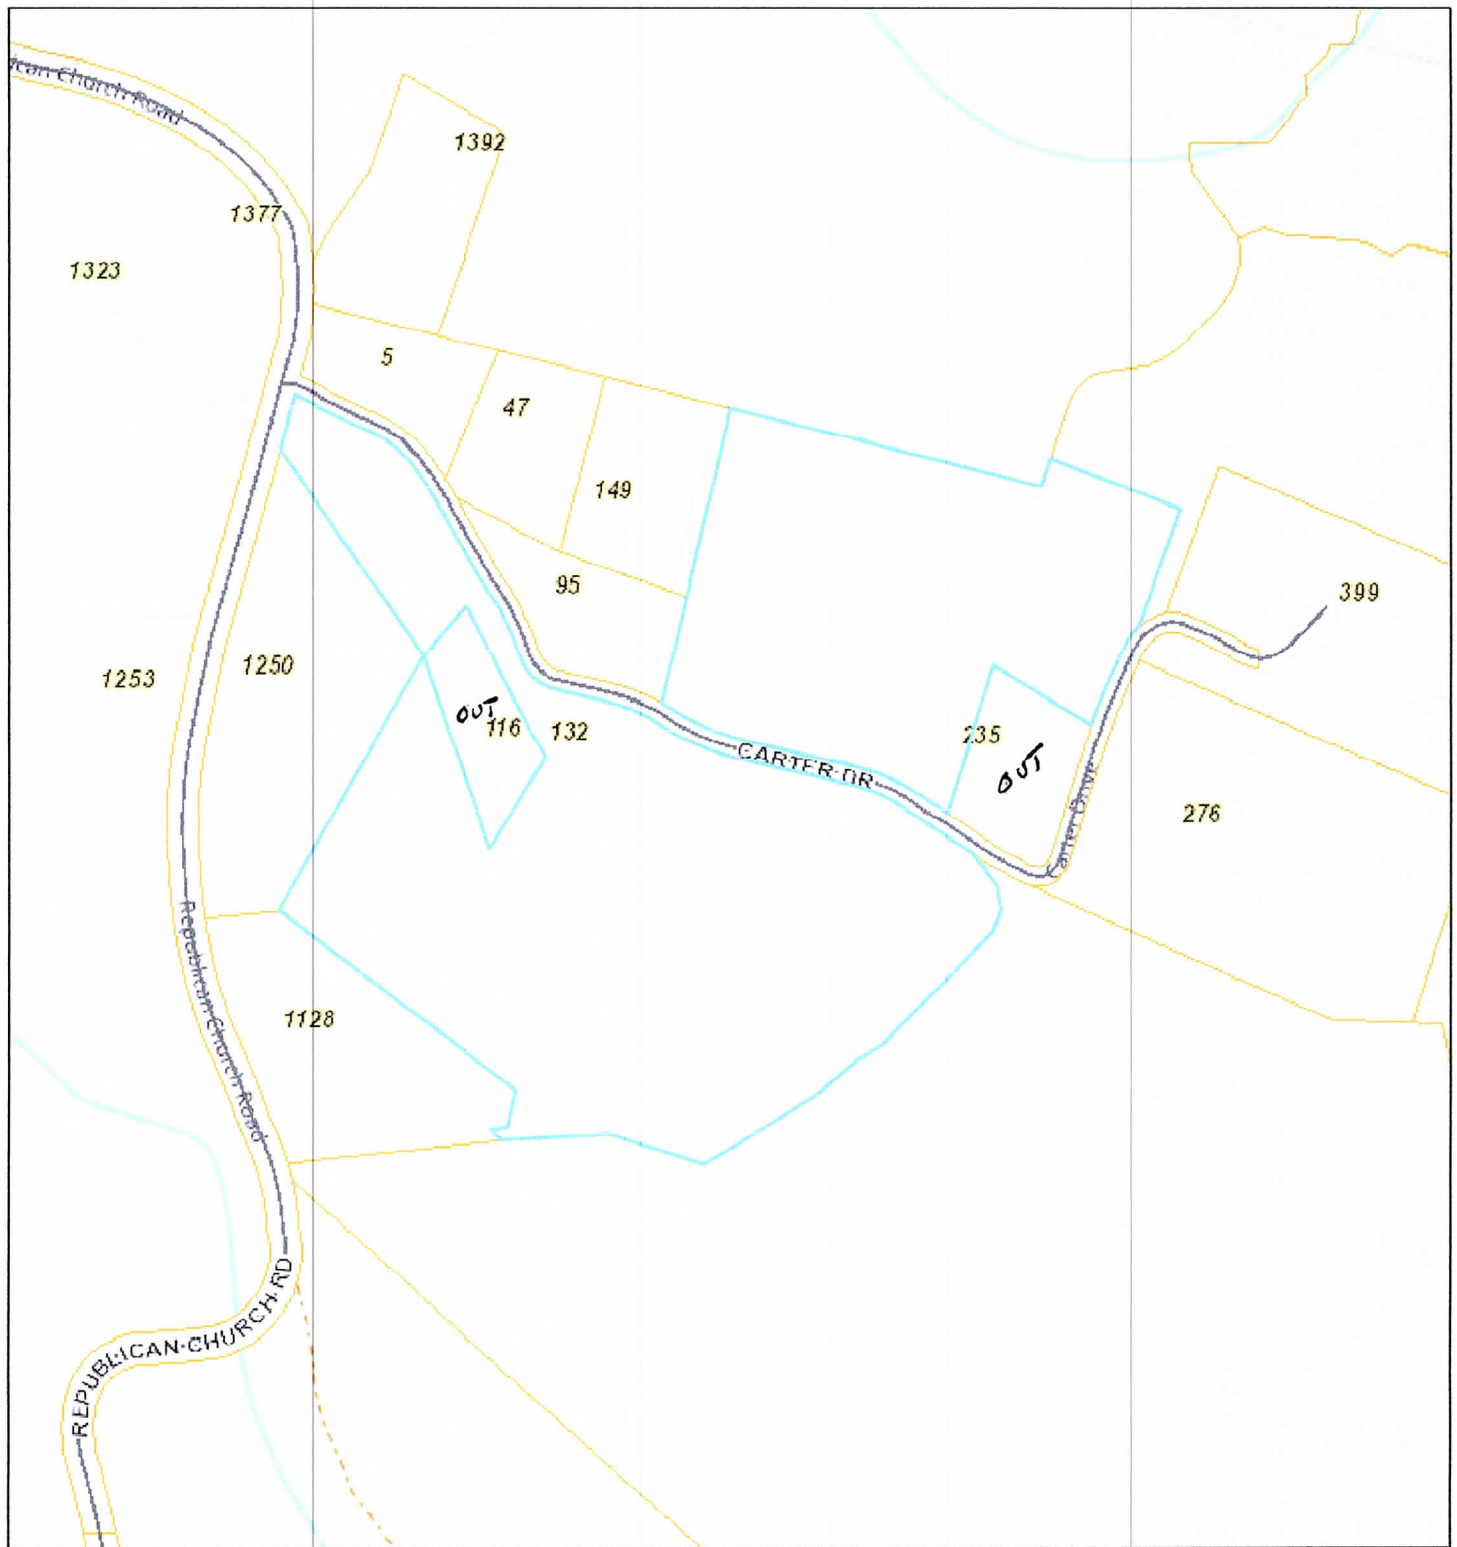 ican Church Road
1392
1377
1323
5
47
149
95
399
1253
1250
OUT
116
132
235
OUT
CARTER DR
Carter Drive
276
Republican Church Road
1128
REPUBLICAN CHURCH RD